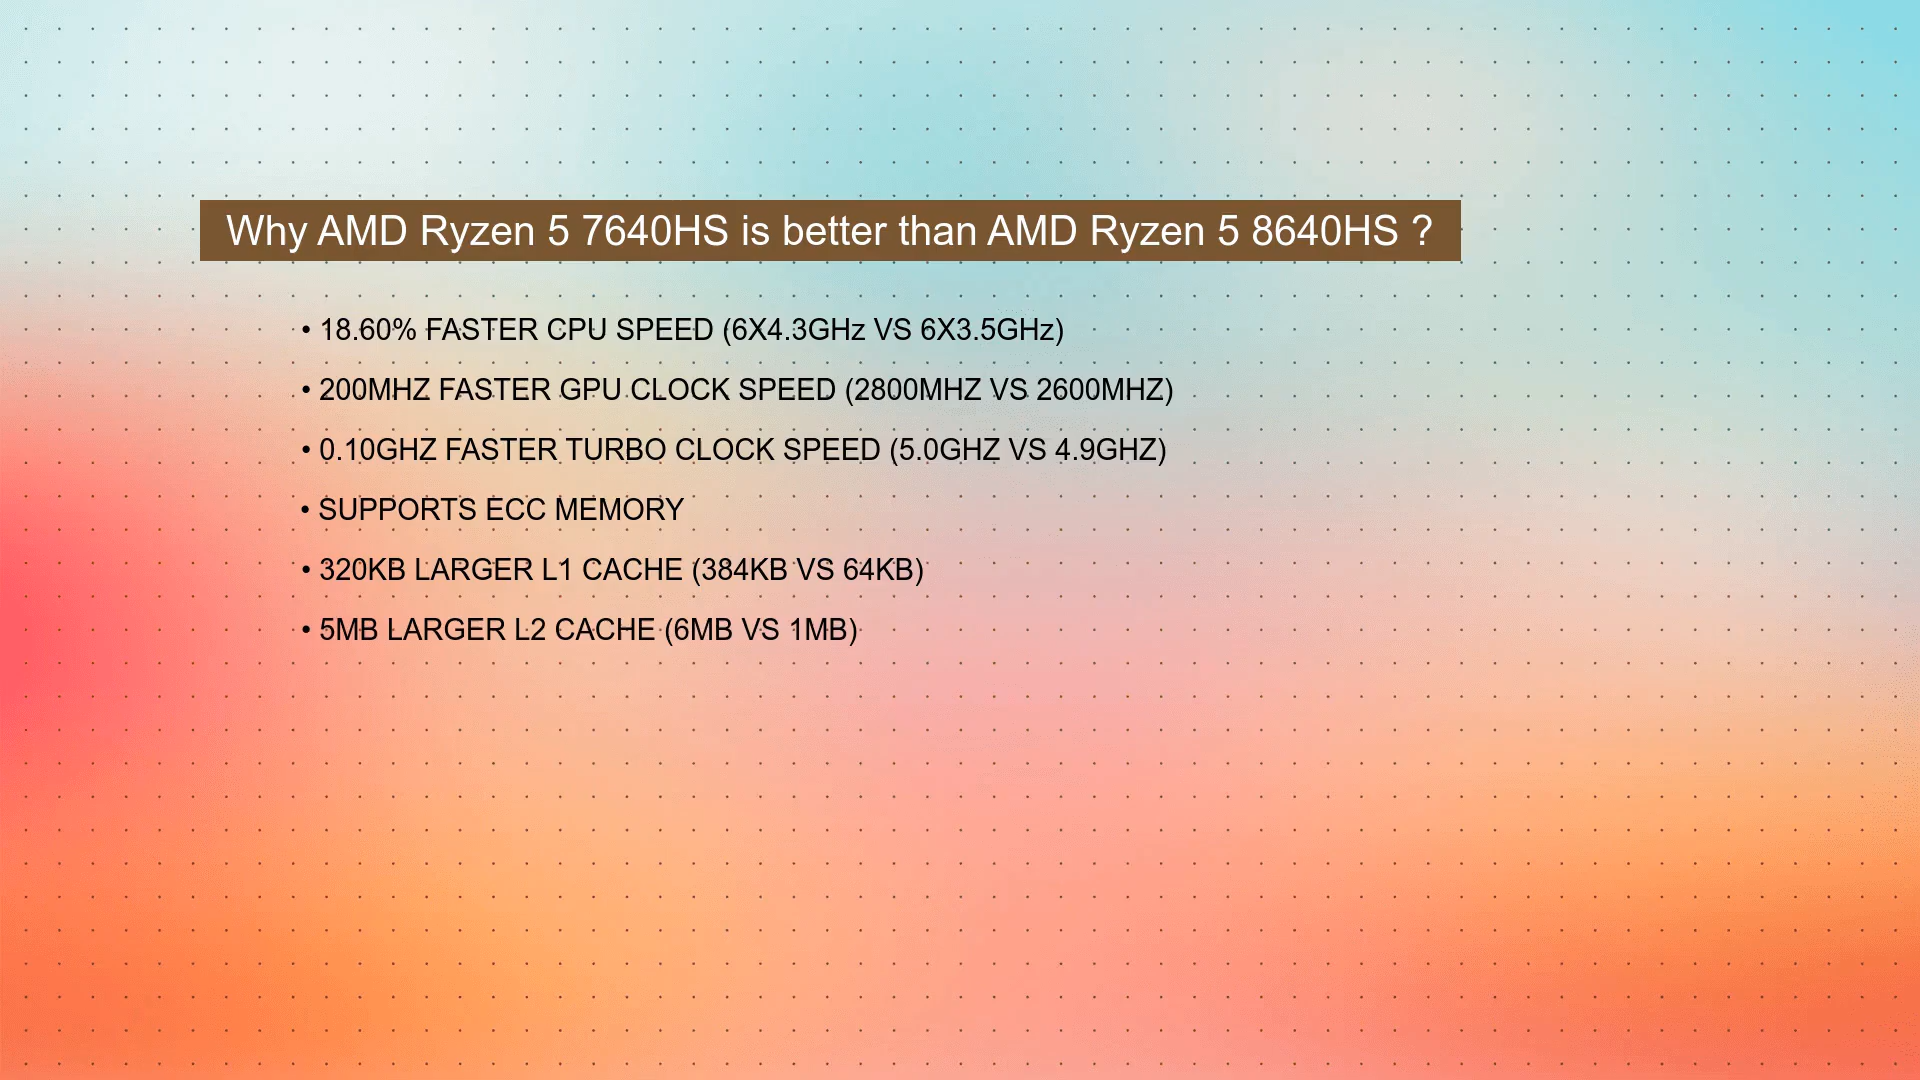 Why AMD Ryzen 5 7640HS is better than AMD Ryzen 5 8640HS ?
• 18.60% FASTER CPU SPEED (6X4.3GHz VS 6X3.5GHz)
• 200MHZ FASTER GPU CLOCK SPEED (2800MHZ VS 2600MHZ)
• 0.10GHZ FASTER TURBO CLOCK SPEED (5.0GHZ VS 4.9GHZ)
• SUPPORTS ECC MEMORY
• 320KB LARGER L1 CACHE (384KB VS 64KB)
• 5MB LARGER L2 CACHE (6MB VS 1MB)